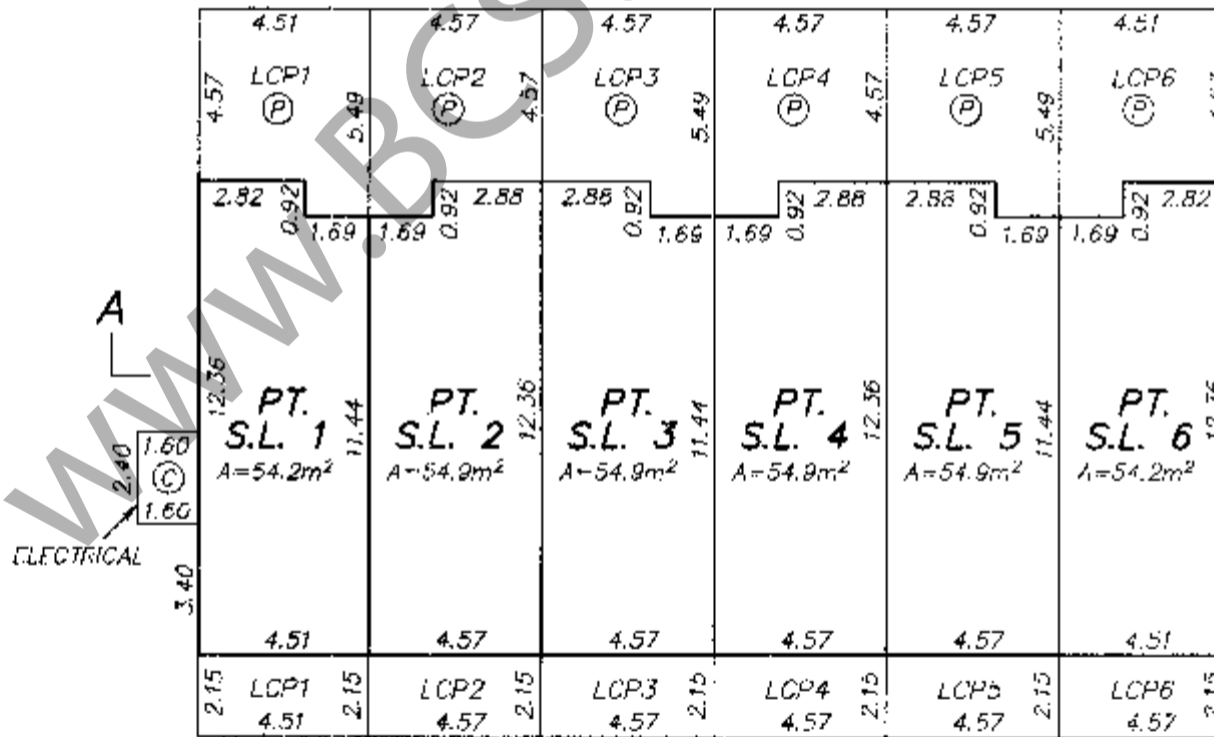 4.51 4.57 4.57 4.57 4.57 4.51
LCP1 LCP2 LCP3 LCP4 LCP5 LCP6
P P P P P P
4.57 5.49 4.57 5.49 4.57 5.49
2.82 0.92 0.92 2.88 2.88 0.92 0.92 2.88 2.88 0.92 0.92 2.82
1.69 1.69 1.69 1.69 1.69 1.69
A
12.36 11.44 12.36 11.44 12.36 11.44
PT. PT. PT. PT. PT. PT.
S.L. 1 S.L. 2 S.L. 3 S.L. 4 S.L. 5 S.L. 6
A=54.2m² A=54.9m² A=54.9m² A=54.9m² A=54.9m² A=54.2m²
1.60
2.40 C
1.60
ELECTRICAL
3.40
4.51 4.57 4.57 4.57 4.57 4.51
2.15 LCP1 2.15 LCP2 2.15 LCP3 2.15 LCP4 2.15 LCP5 2.15 LCP6 2.15
4.51 4.57 4.57 4.57 4.57 4.57
www.BCS